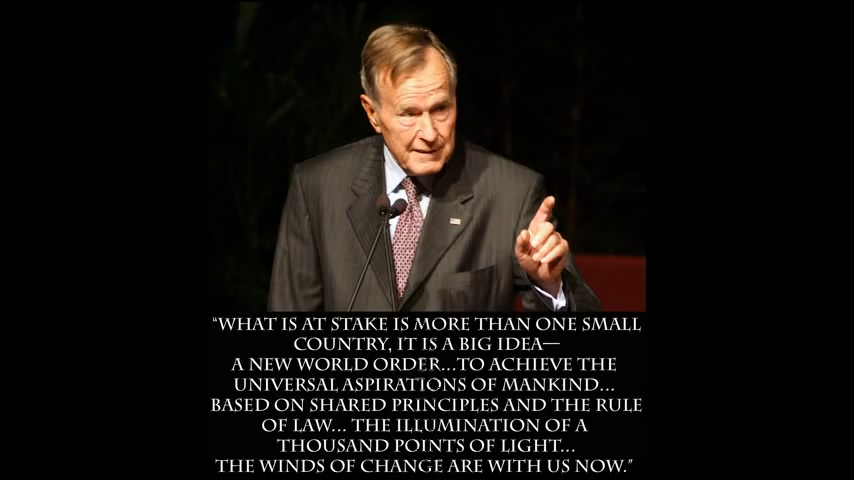 "WHAT IS AT STAKE IS MORE THAN ONE SMALL
COUNTRY, IT IS A BIG IDEA—
A NEW WORLD ORDER...TO ACHIEVE THE
UNIVERSAL ASPIRATIONS OF MANKIND...
BASED ON SHARED PRINCIPLES AND THE RULE
OF LAW... THE ILLUMINATION OF A
THOUSAND POINTS OF LIGHT...
THE WINDS OF CHANGE ARE WITH US NOW."